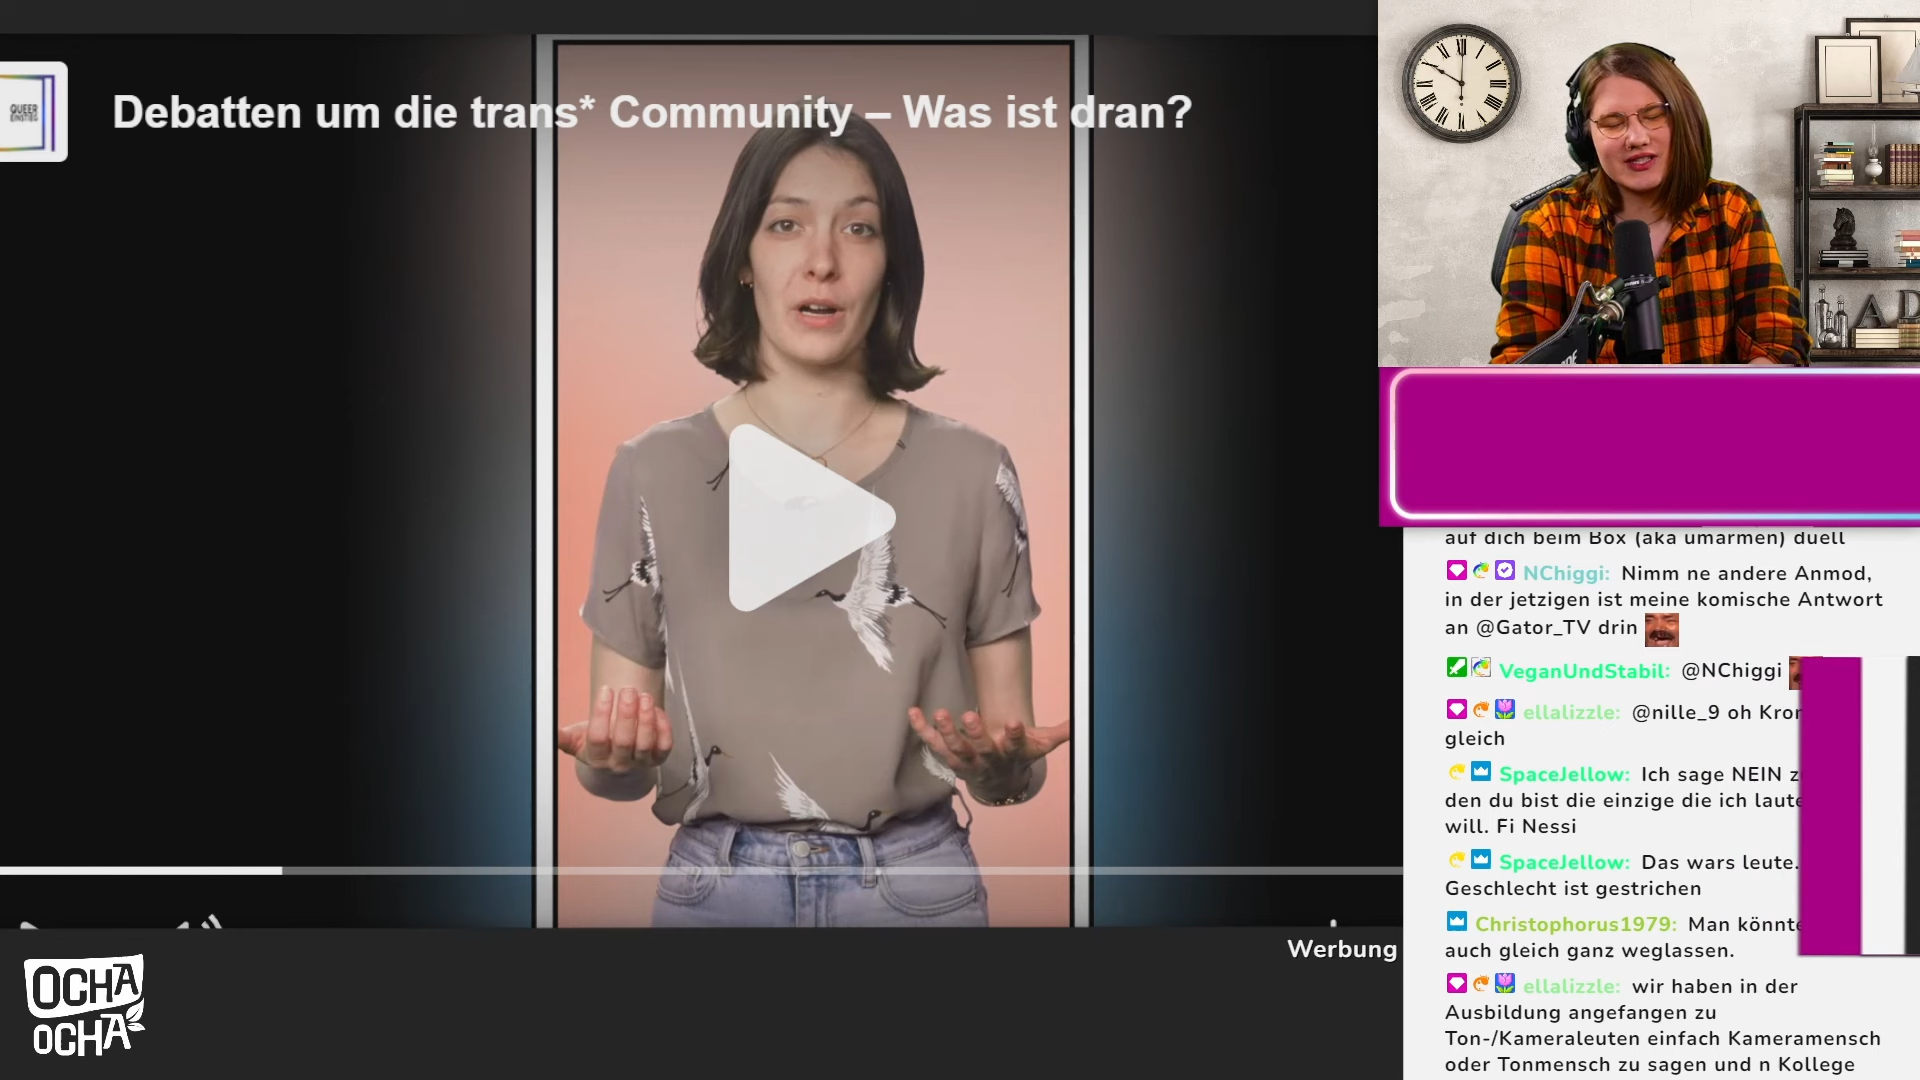 QUEER
EINSTIEG
Debatten um die trans* Community – Was ist dran?
auf dich beim Box (aka umarmen) duell
NChiggi: Nimm ne andere Anmod,
in der jetzigen ist meine komische Antwort
an @Gator_TV drin
VeganUndStabil: @NChiggi
ellalizzle: @nille_9 oh
gleich
SpaceJellow: Ich sage NEIN
den du bist die einzige die ich
will. Fi Nessi
SpaceJellow: Das wars leute.
Geschlecht ist gestrichen
Christophorus1979: Man
auch gleich ganz weglassen.
ellalizzle: wir haben in der
Ausbildung angefangen zu
Ton-/Kameraleuten einfach Kameramensch
oder Tonmensch zu sagen und n Kollege
Werbung
OCHA
OCHA